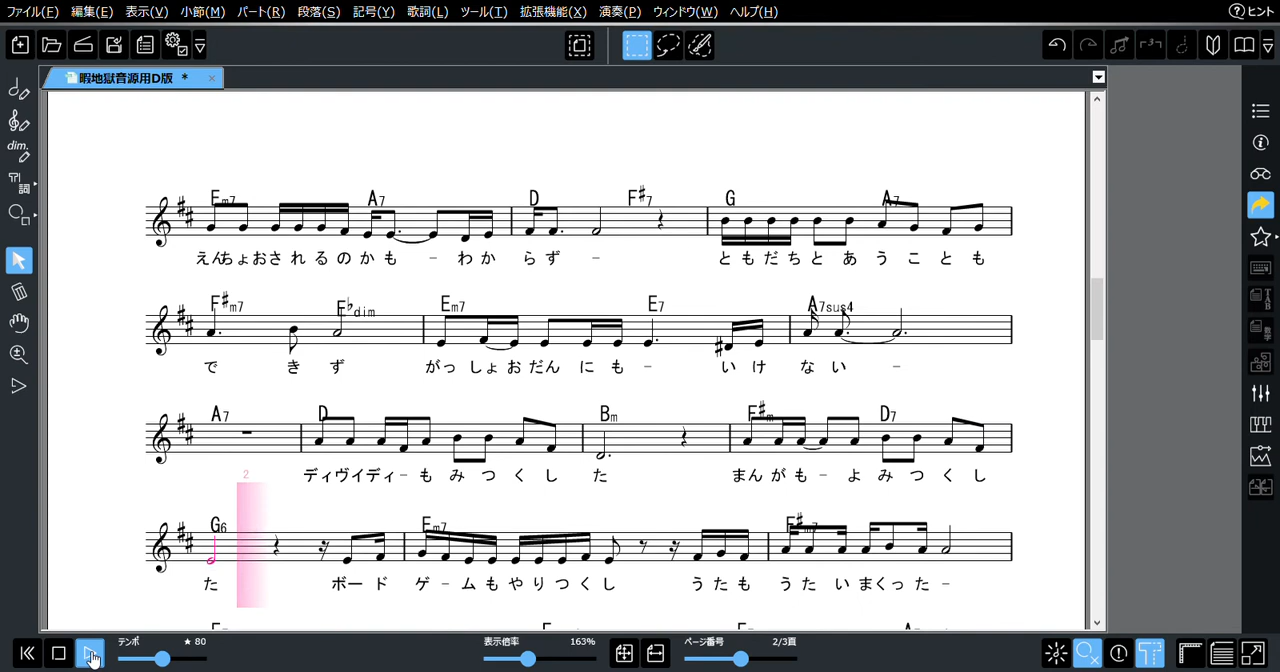 ファイル(F) 編集(E) 表示(V) 小節(M) パート(R) 段落(S) 記号(Y) 歌詞(L) ツール(T) 拡張機能(X) 演奏(P) ウィンドウ(W) ヘルプ(H) ヒント
暇地獄音源用D版 *
dim.
詞
Em7 A7 D F#7 G A7
えんちょおされるのかも - わから ず - ともだちとあうことも
F#m7 E♭dim Em7 E7 A7sus4
で き ず がっしょおだんにも - い け な い -
A7 D Bm F#m D7
ディヴイディ - も み つ く し た まんがも - よ み つ く し
2
G6 Em7 F#m7
た ボ ー ド ゲ - ム も や り つ く し う た も う た い まくった -
テンポ ★ 80 表示倍率 163% ページ番号 2/3頁